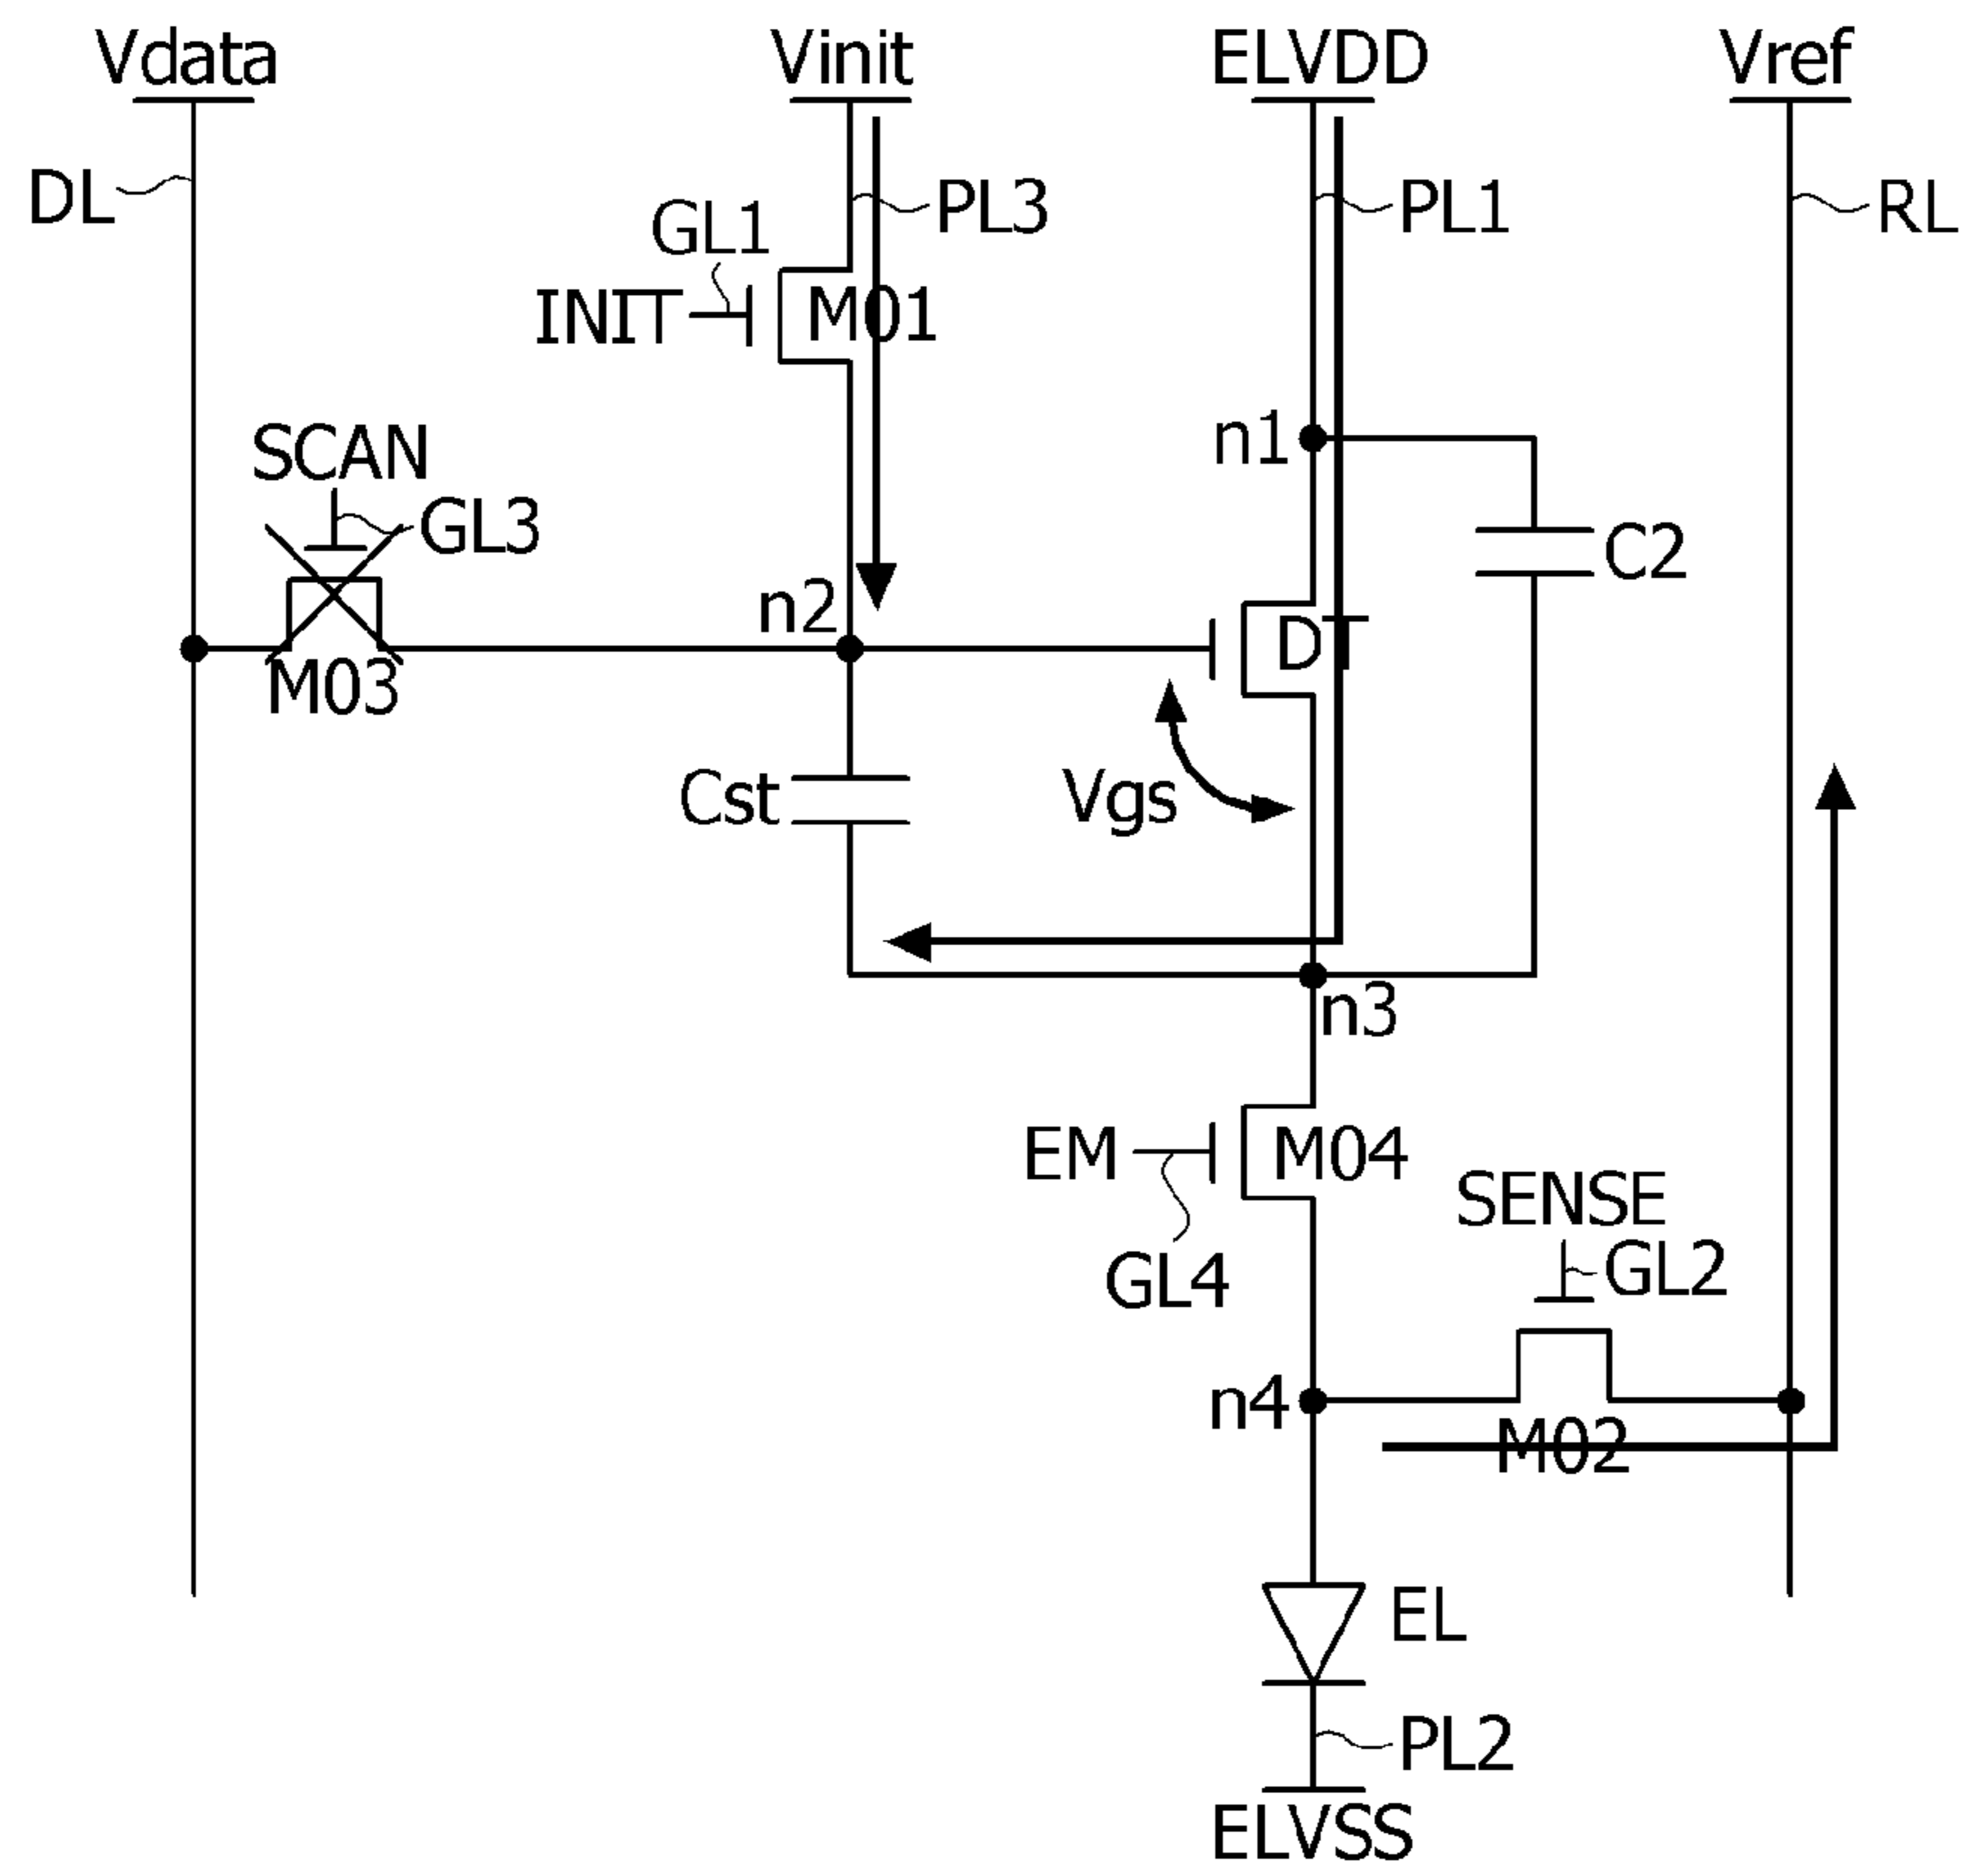 Vdata Vinit ELVDD Vref
DL PL3 PL1 RL
GL1
INIT M01
n1
SCAN
GL3 C2
n2
DT
M03
Cst Vgs
n3
EM M04
SENSE
GL4 GL2
n4
M02
EL
PL2
ELVSS